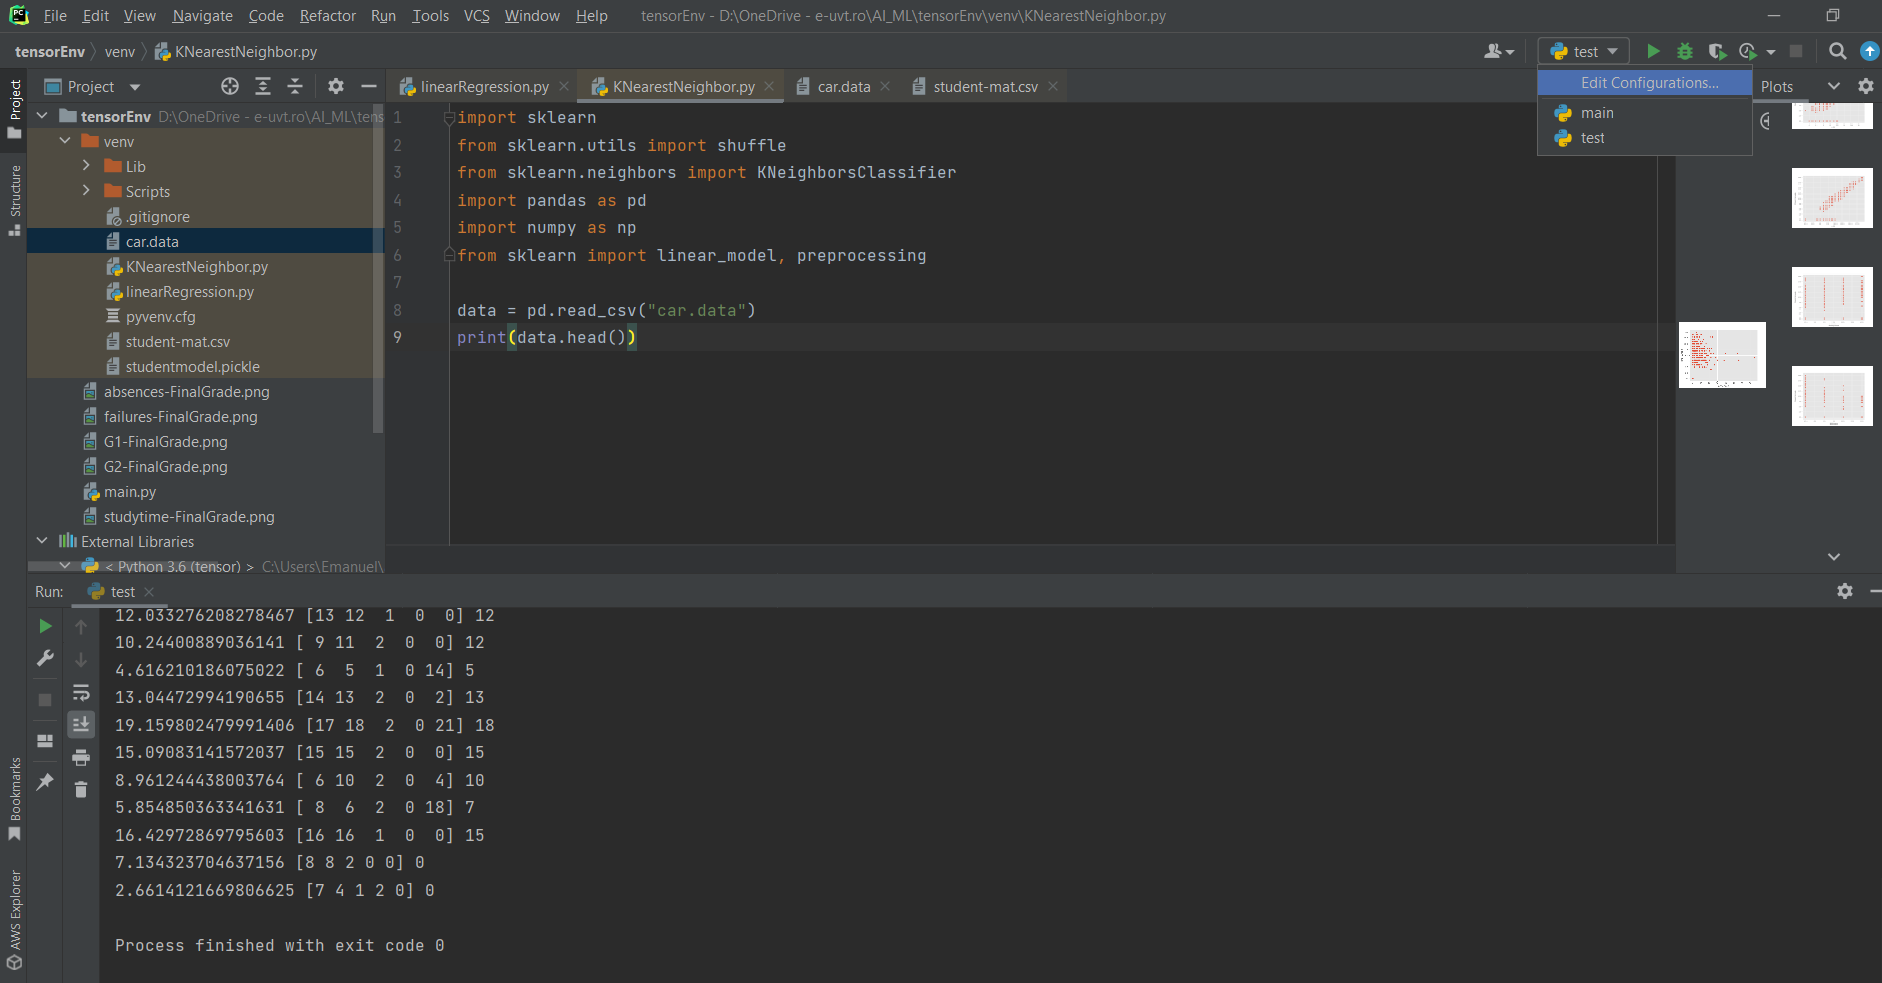 PC File Edit View Navigate Code Refactor Run Tools VCS Window Help tensorEnv - D:\OneDrive - e-uvt.ro\AI_ML\tensorEnv\venv\KNearestNeighbor.py
tensorEnv venv KNearestNeighbor.py test
Edit Configurations...
main
test
Project
Structure
Bookmarks
AWS Explorer
Project
tensorEnv D:\OneDrive - e-uvt.ro\AI_ML\tens
venv
Lib
Scripts
.gitignore
car.data
KNearestNeighbor.py
linearRegression.py
pyvenv.cfg
student-mat.csv
studentmodel.pickle
absences-FinalGrade.png
failures-FinalGrade.png
G1-FinalGrade.png
G2-FinalGrade.png
main.py
studytime-FinalGrade.png
External Libraries
< Python 3.6 (tensor) > C:\Users\Emanuel\
linearRegression.py KNearestNeighbor.py car.data student-mat.csv
Plots
1 import sklearn
2 from sklearn.utils import shuffle
3 from sklearn.neighbors import KNeighborsClassifier
4 import pandas as pd
5 import numpy as np
6 from sklearn import linear_model, preprocessing
7
8 data = pd.read_csv("car.data")
9 print(data.head())
Run: test
12.033276208278467 [13 12  1  0  0] 12
10.24400889036141 [ 9 11  2  0  0] 12
4.616210186075022 [ 6  5  1  0 14] 5
13.04472994190655 [14 13  2  0  2] 13
19.159802479991406 [17 18  2  0 21] 18
15.09083141572037 [15 15  2  0  0] 15
8.961244438003764 [ 6 10  2  0  4] 10
5.854850363341631 [ 8  6  2  0 18] 7
16.42972869795603 [16 16  1  0  0] 15
7.134323704637156 [8 8 2 0 0] 0
2.6614121669806625 [7 4 1 2 0] 0
Process finished with exit code 0